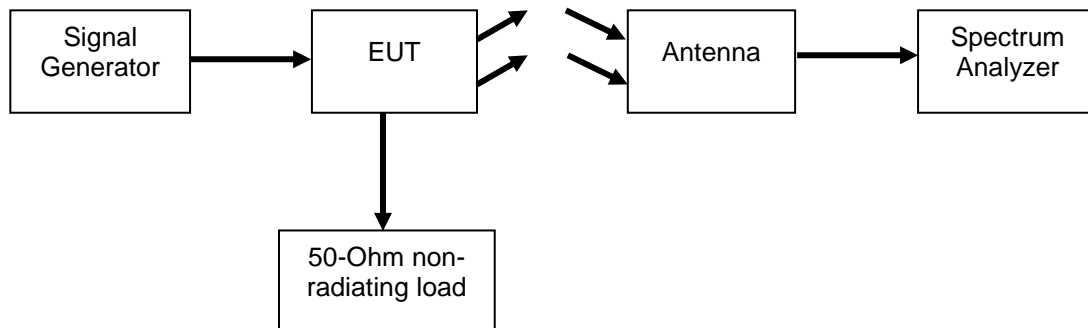 Signal
Generator
EUT
Antenna
Spectrum
Analyzer
50-Ohm non-
radiating load